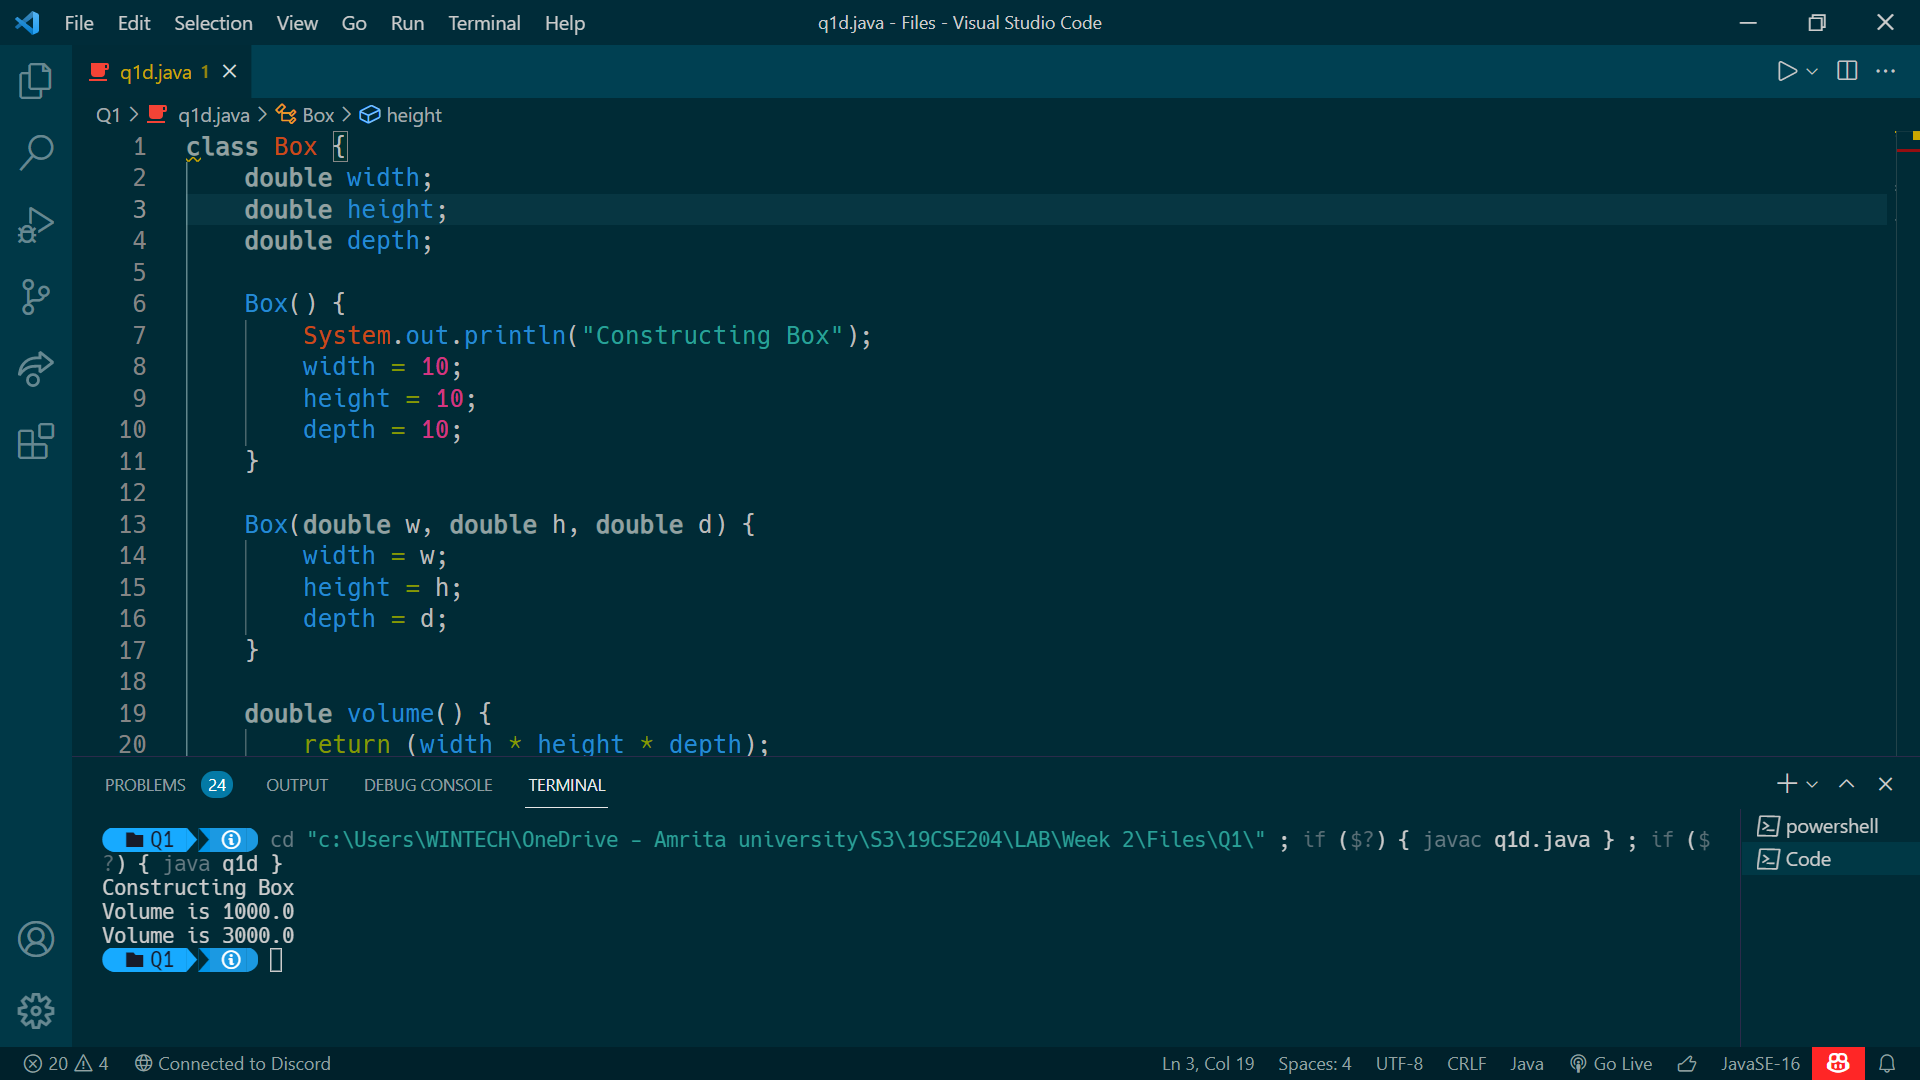 File Edit Selection View Go Run Terminal Help q1d.java - Files - Visual Studio Code
q1d.java 1
Q1 > q1d.java > Box > height
1 class Box {
2     double width;
3     double height;
4     double depth;
5
6     Box() {
7         System.out.println("Constructing Box");
8         width = 10;
9         height = 10;
10         depth = 10;
11     }
12
13     Box(double w, double h, double d) {
14         width = w;
15         height = h;
16         depth = d;
17     }
18
19     double volume() {
20         return (width * height * depth);
PROBLEMS 24 OUTPUT DEBUG CONSOLE TERMINAL
Q1 cd "c:\Users\WINTECH\OneDrive - Amrita university\S3\19CSE204\LAB\Week 2\Files\Q1\" ; if ($?) { javac q1d.java } ; if ($
?) { java q1d }
Constructing Box
Volume is 1000.0
Volume is 3000.0
Q1
powershell
Code
20 4 Connected to Discord Ln 3, Col 19 Spaces: 4 UTF-8 CRLF Java Go Live JavaSE-16